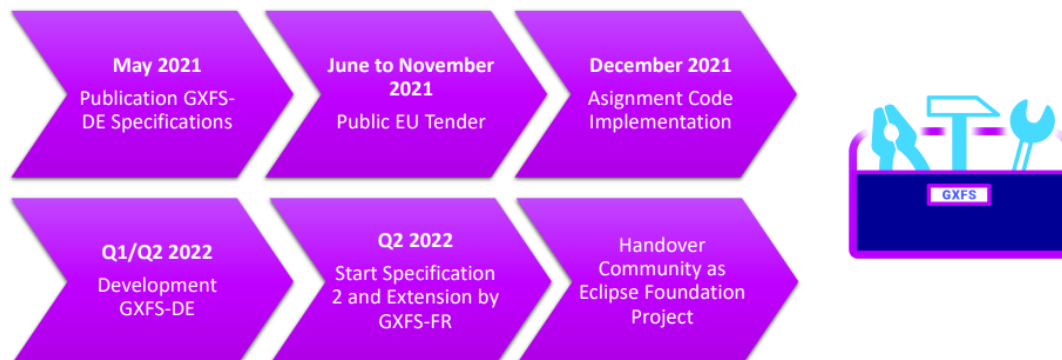 May 2021
Publication GXFS-
DE Specifications
June to November
2021
Public EU Tender
December 2021
Asignment Code
Implementation
GXFS
Q1/Q2 2022
Development
GXFS-DE
Q2 2022
Start Specification
2 and Extension by
GXFS-FR
Handover
Community as
Eclipse Foundation
Project